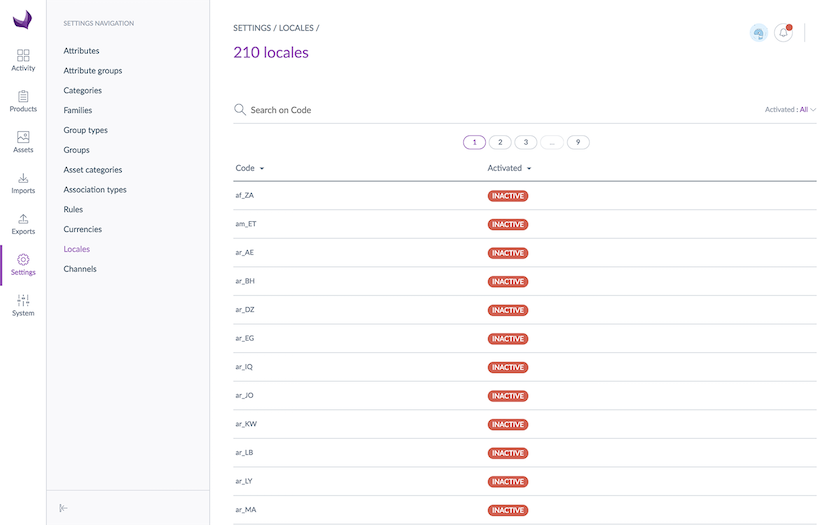 Activity
Products
Assets
Imports
Exports
Settings
System
SETTINGS NAVIGATION
Attributes
Attribute groups
Categories
Families
Group types
Groups
Asset categories
Association types
Rules
Currencies
Locales
Channels
SETTINGS / LOCALES /
210 locales
Search on Code
Activated : All
1 2 3 ... 9
Code Activated
af_ZA INACTIVE
am_ET INACTIVE
ar_AE INACTIVE
ar_BH INACTIVE
ar_DZ INACTIVE
ar_EG INACTIVE
ar_IQ INACTIVE
ar_JO INACTIVE
ar_KW INACTIVE
ar_LB INACTIVE
ar_LY INACTIVE
ar_MA INACTIVE